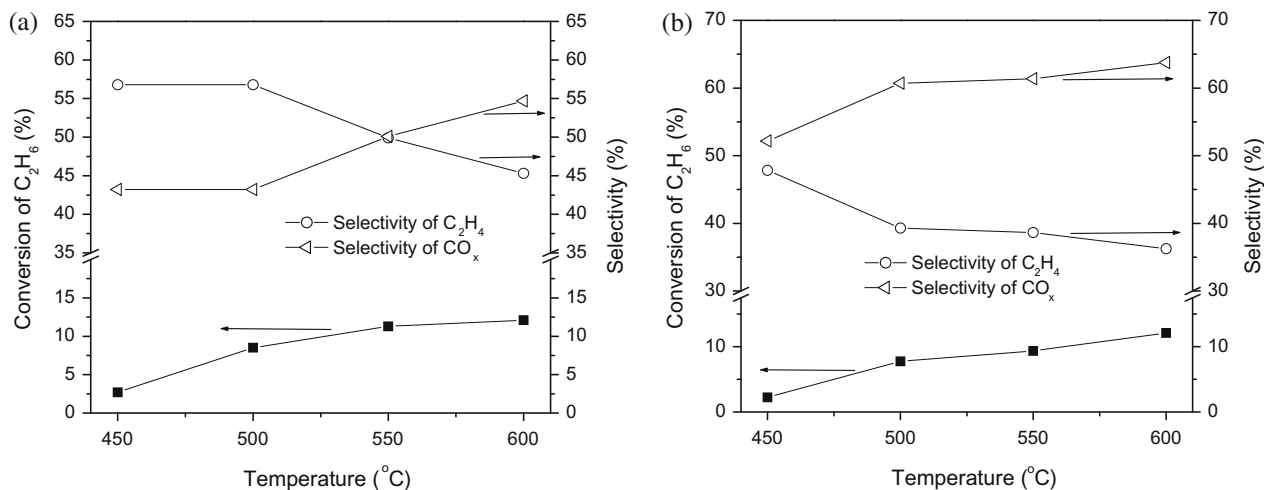 (a)
65
60
55
50
45
40
35
15
10
5
0
Conversion of C₂H₆ (%)
65
60
55
50
45
40
35
15
10
5
0
Selectivity (%)
Selectivity of C₂H₄
Selectivity of COₓ
450 500 550 600
Temperature (°C)
(b)
70
60
50
40
30
10
0
Conversion of C₂H₆ (%)
70
60
50
40
30
10
0
Selectivity (%)
Selectivity of C₂H₄
Selectivity of COₓ
450 500 550 600
Temperature (°C)